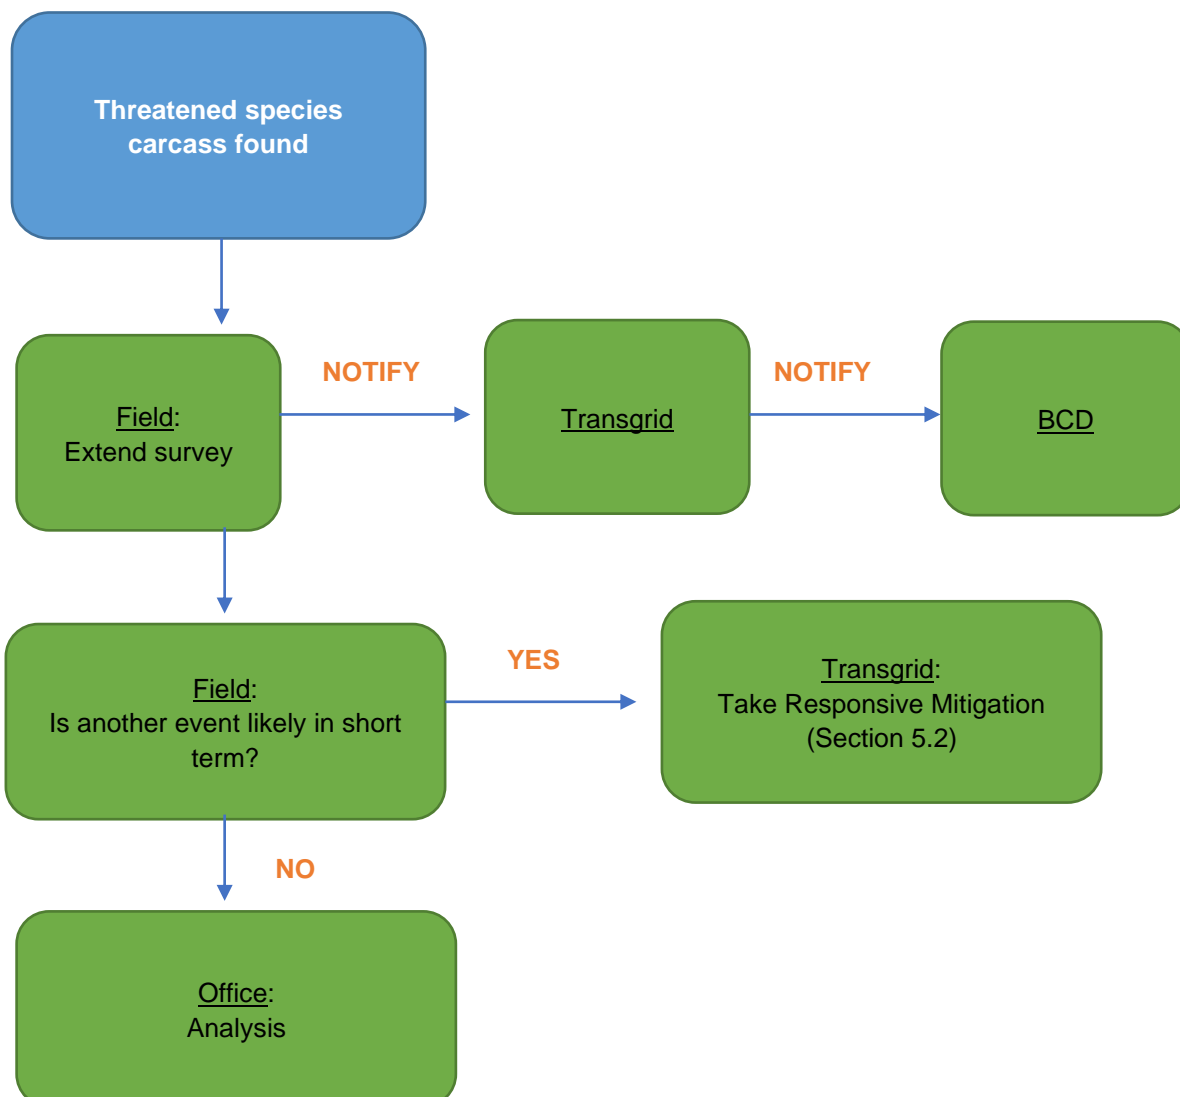 Threatened species
carcass found
NOTIFY
NOTIFY
Field:
Extend survey
Transgrid
BCD
YES
Field:
Is another event likely in short
term?
Transgrid:
Take Responsive Mitigation
(Section 5.2)
NO
Office:
Analysis